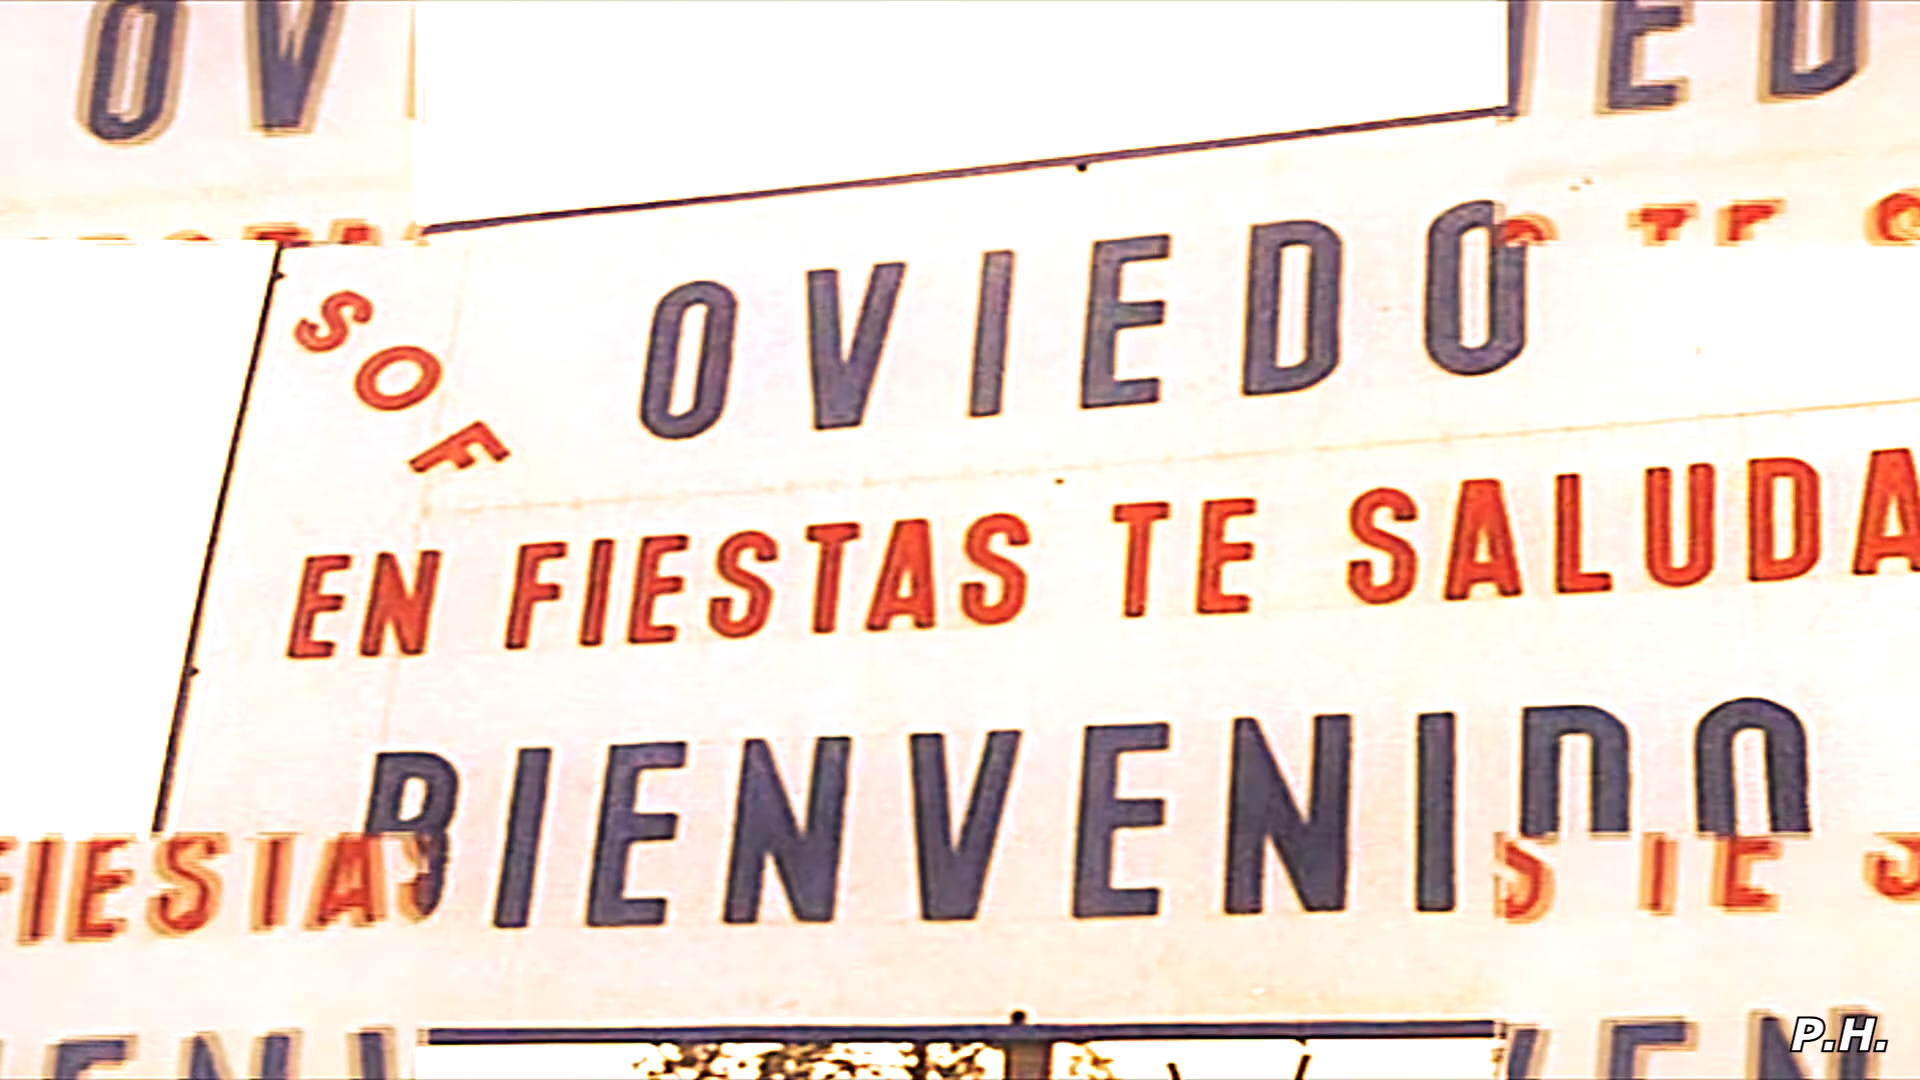 OVIEDO
SOF
EN FIESTAS TE SALUDA
BIENVENIDO
P.H.